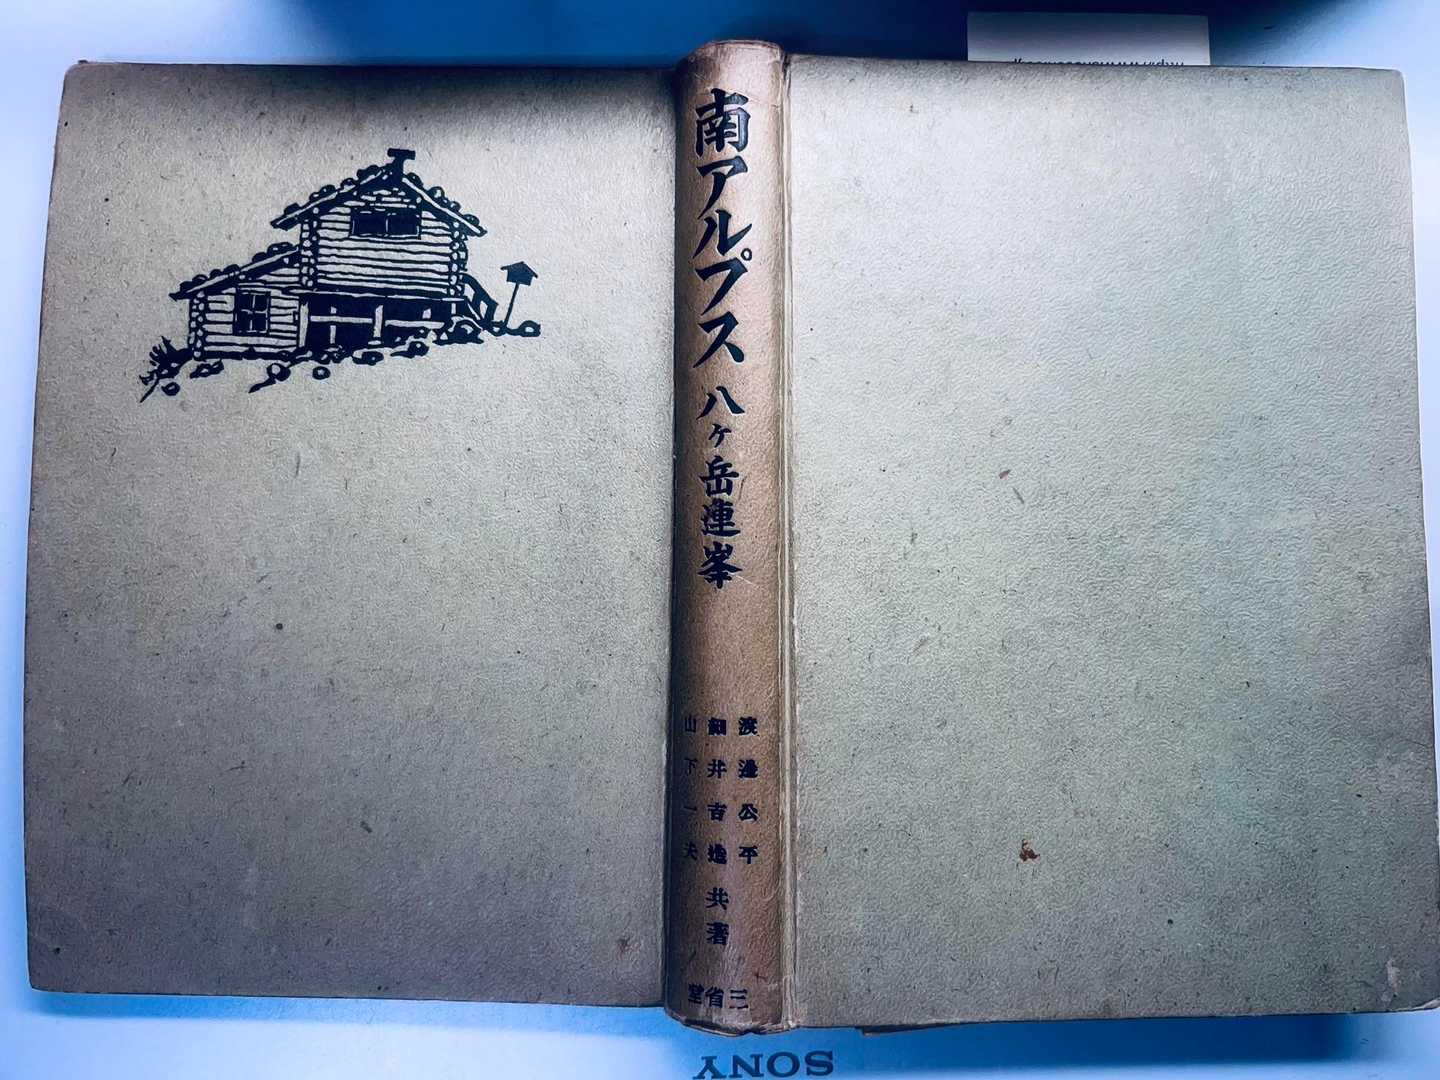 南アルプス
八ヶ岳連峯
渡邊公平
細井吉造
山下一夫
共著
三省堂
SONY